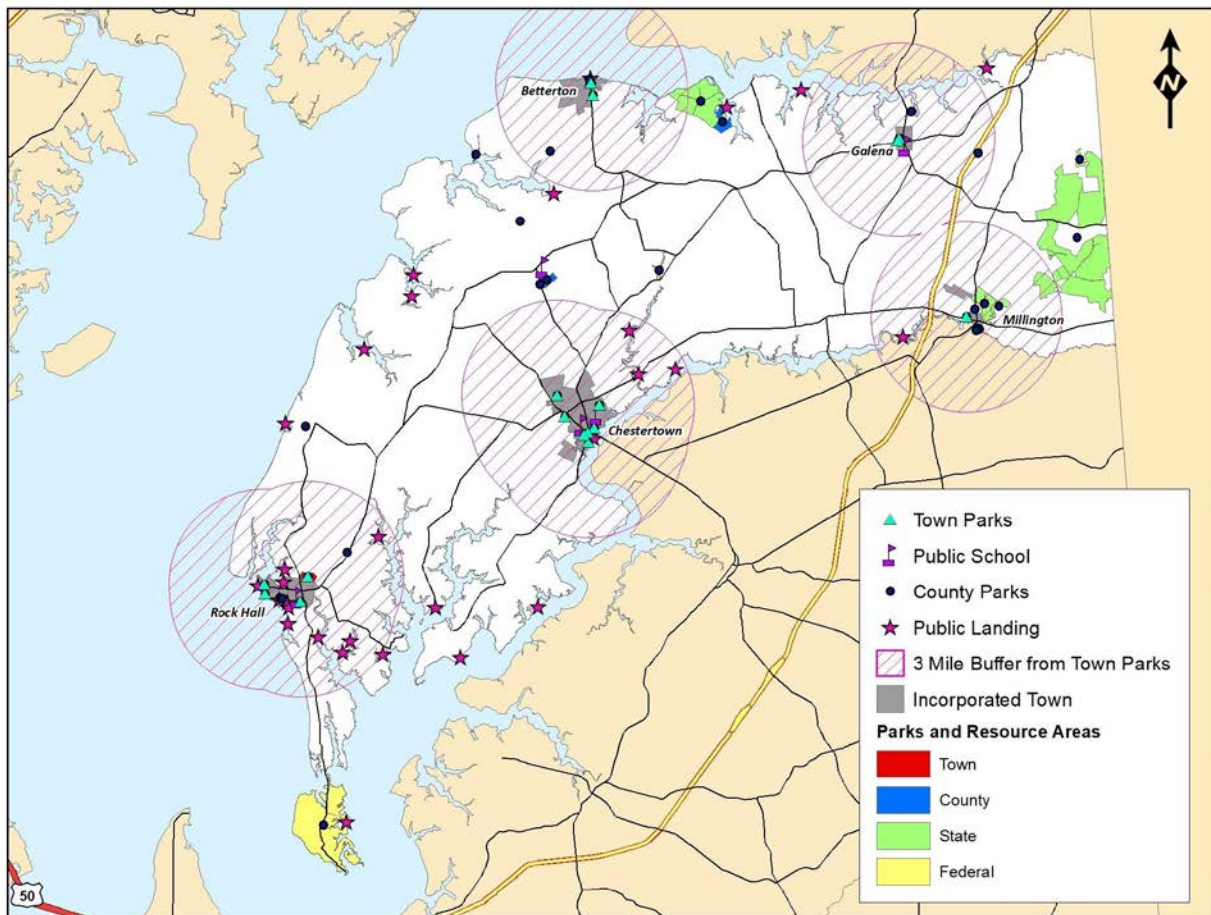 N
Betterton
Galena
Millington
Chestertown
Rock Hall
Town Parks
Public School
County Parks
Public Landing
3 Mile Buffer from Town Parks
Incorporated Town
Parks and Resource Areas
Town
County
State
Federal
50